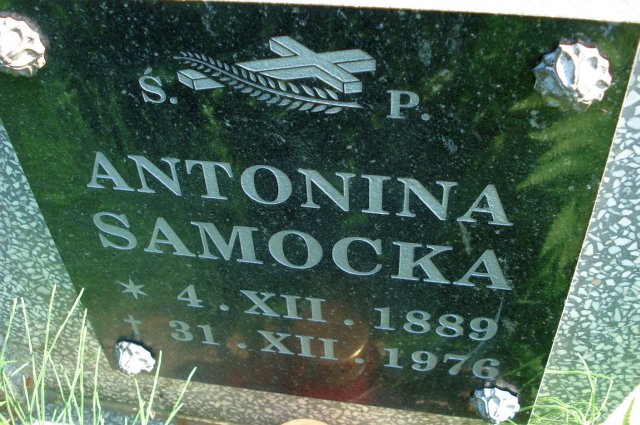 Ś. P.
ANTONINA
SAMOCKA
* 4.XII.1889
† 31.XII.1976